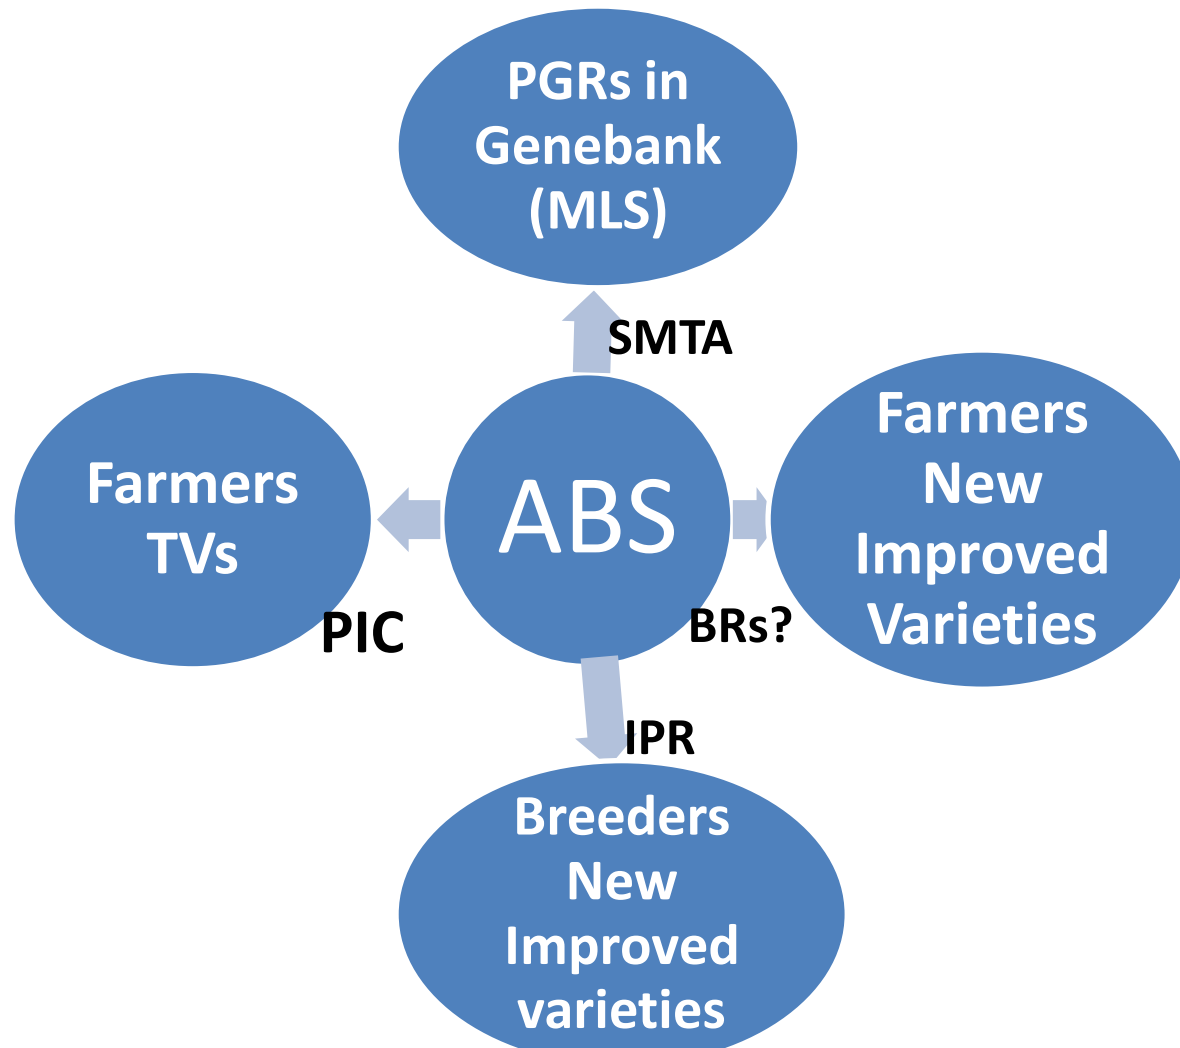 PGRs in
Genebank
(MLS)
SMTA
Farmers
TVs
ABS
Farmers
New
Improved
Varieties
PIC
BRs?
IPR
Breeders
New
Improved
varieties